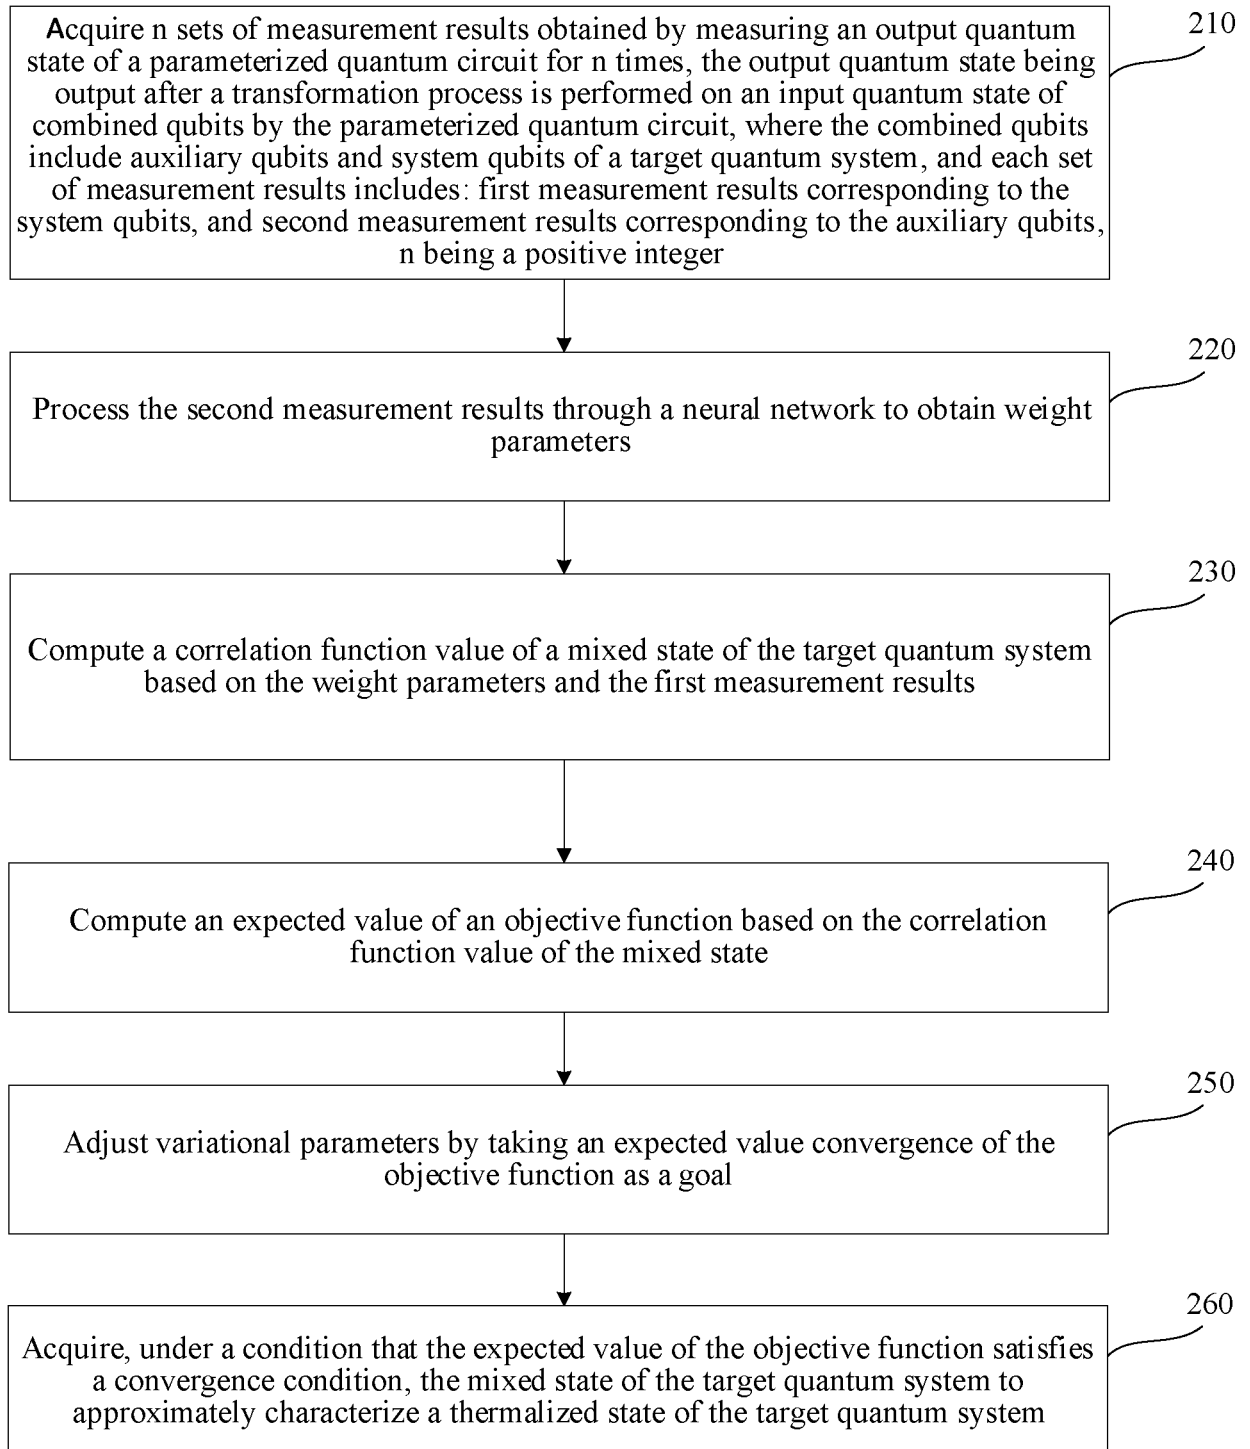 210
Acquire n sets of measurement results obtained by measuring an output quantum
state of a parameterized quantum circuit for n times, the output quantum state being
output after a transformation process is performed on an input quantum state of
combined qubits by the parameterized quantum circuit, where the combined qubits
include auxiliary qubits and system qubits of a target quantum system, and each set
of measurement results includes: first measurement results corresponding to the
system qubits, and second measurement results corresponding to the auxiliary qubits,
n being a positive integer
220
Process the second measurement results through a neural network to obtain weight
parameters
230
Compute a correlation function value of a mixed state of the target quantum system
based on the weight parameters and the first measurement results
240
Compute an expected value of an objective function based on the correlation
function value of the mixed state
250
Adjust variational parameters by taking an expected value convergence of the
objective function as a goal
260
Acquire, under a condition that the expected value of the objective function satisfies
a convergence condition, the mixed state of the target quantum system to
approximately characterize a thermalized state of the target quantum system